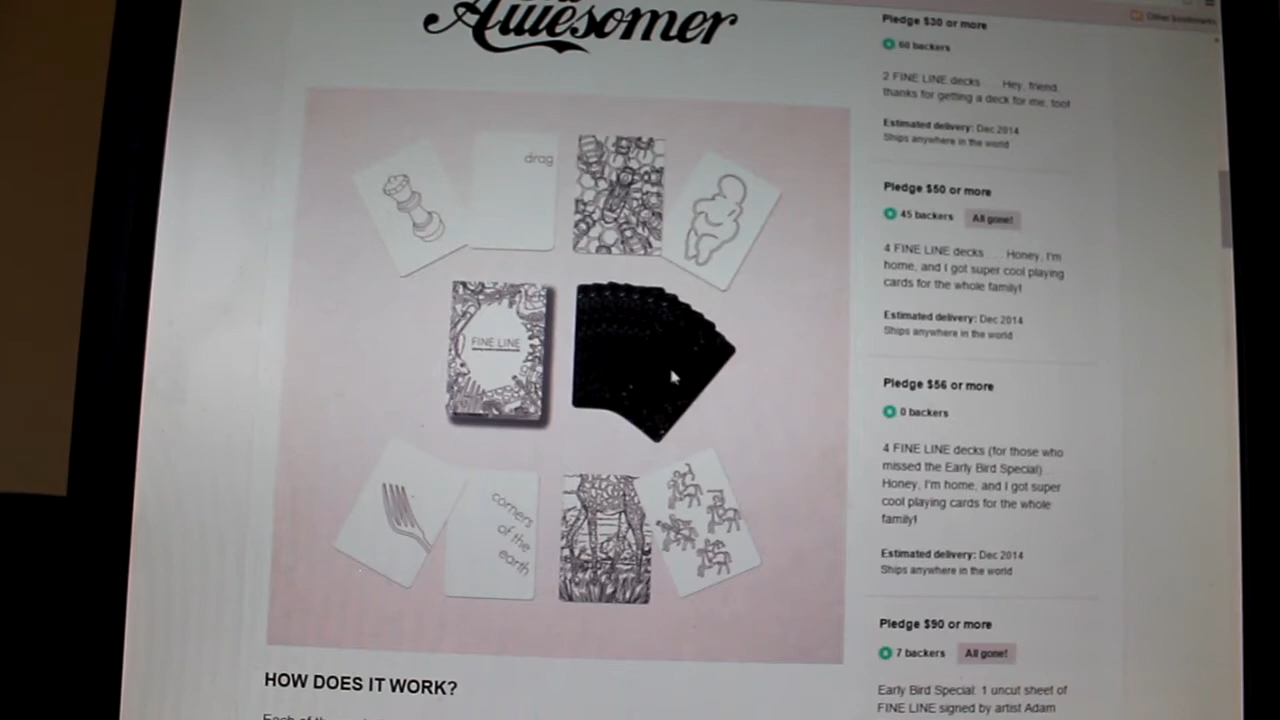 Awesomer
drag
FINE LINE
corners
of the
earth
HOW DOES IT WORK?
Other bookmarks
Pledge $30 or more
60 backers
2 FINE LINE decks . . . . Hey, friend,
thanks for getting a deck for me, too!
Estimated delivery: Dec 2014
Ships anywhere in the world
Pledge $50 or more
45 backers All gone!
4 FINE LINE decks . . . . Honey, I'm
home, and I got super cool playing
cards for the whole family!
Estimated delivery: Dec 2014
Ships anywhere in the world
Pledge $56 or more
0 backers
4 FINE LINE decks (for those who
missed the Early Bird Special)
Honey, I'm home, and I got super
cool playing cards for the whole
family!
Estimated delivery: Dec 2014
Ships anywhere in the world
Pledge $90 or more
7 backers All gone!
Early Bird Special: 1 uncut sheet of
FINE LINE signed by artist Adam